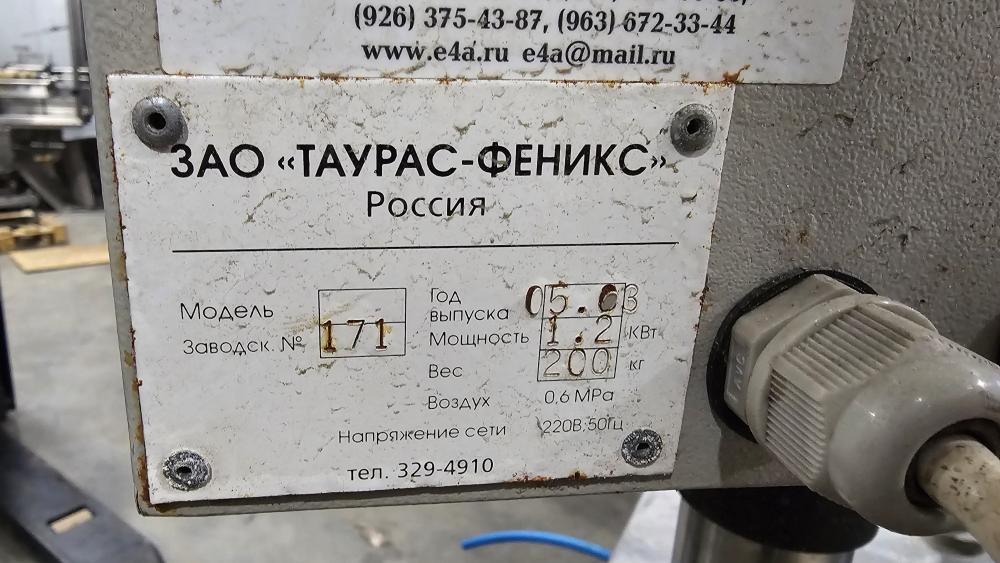 (926) 375-43-87, (963) 672-33-44
www.e4a.ru e4a@mail.ru
ЗАО «ТАУРАС-ФЕНИКС»
Россия
Модель
Заводск. № 171
Год
выпуска
Мощность 1.2 кВт
Вес 200 кг
Воздух 0,6 МРа
Напряжение сети 220В;50Гц
тел. 329-4910